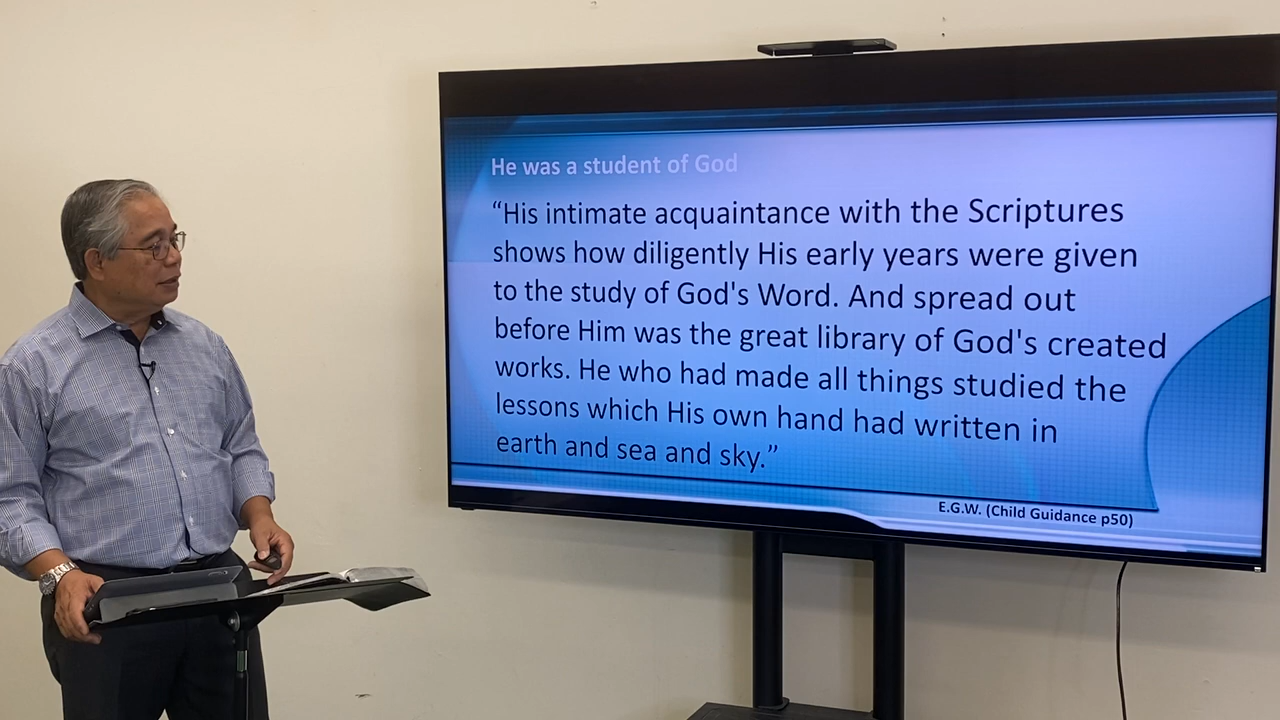 He was a student of God
“His intimate acquaintance with the Scriptures
shows how diligently His early years were given
to the study of God's Word. And spread out
before Him was the great library of God's created
works. He who had made all things studied the
lessons which His own hand had written in
earth and sea and sky.”
E.G.W. (Child Guidance p50)